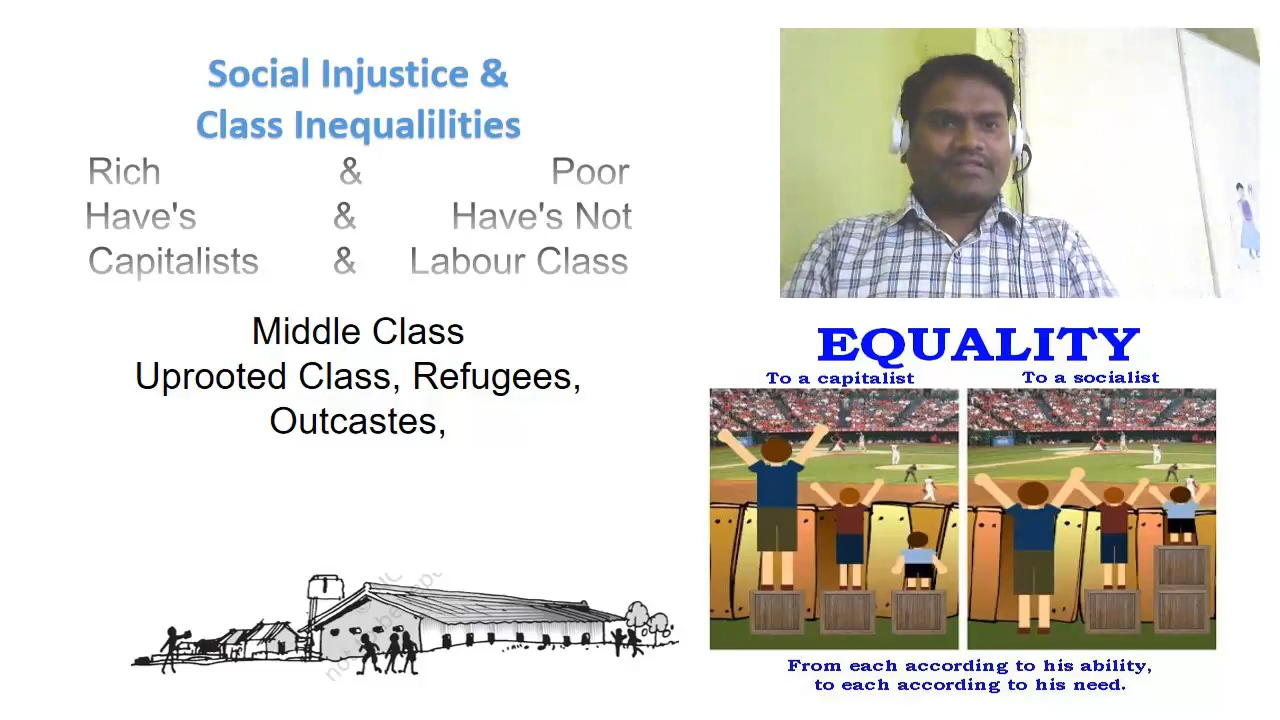 Social Injustice &
Class Inequalilities
Rich & Poor
Have's & Have's Not
Capitalists & Labour Class
Middle Class
Uprooted Class, Refugees,
Outcastes,
EQUALITY
To a capitalist To a socialist
From each according to his ability,
to each according to his need.